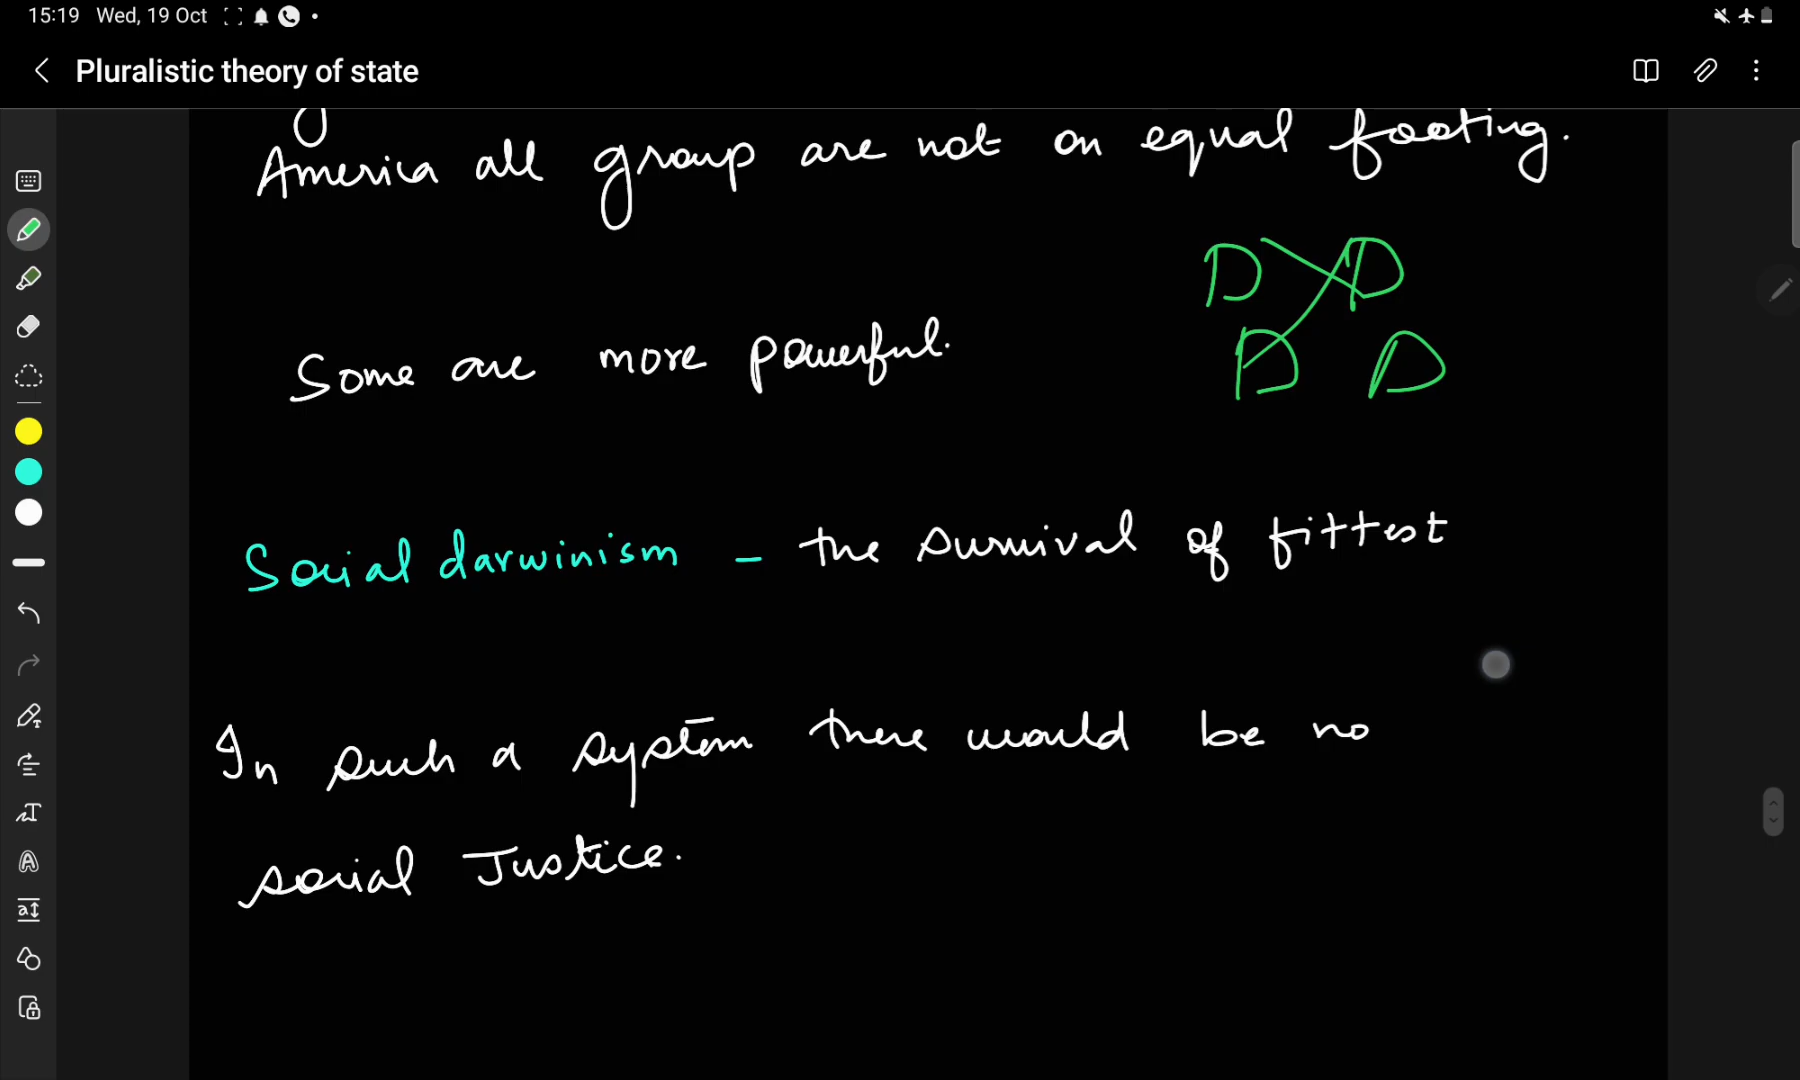 15:19 Wed, 19 Oct
Pluralistic theory of state
America all group are not on equal footing.
D D
Some are more powerful.
D D
Social darwinism - the survival of fittest
In such a system there would be no
social Justice.